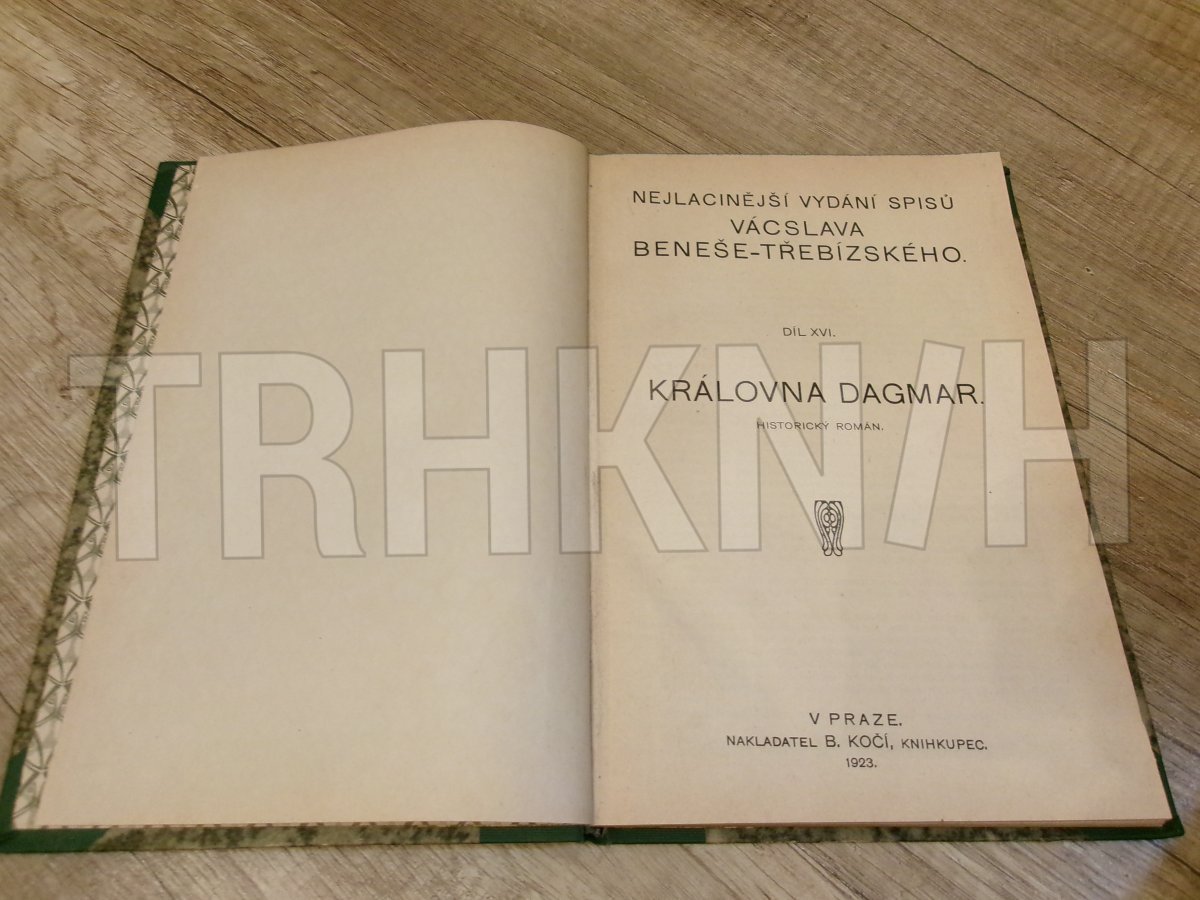 NEJLACINĚJŠÍ VYDÁNÍ SPISŮ
VÁCSLAVA
BENEŠE-TŘEBÍZSKÉHO.
DÍL XVI.
TRHKNIH
KRÁLOVNA DAGMAR.
HISTORICKÝ ROMÁN.
V PRAZE.
NAKLADATEL B. KOČÍ, KNIHKUPEC.
1923.